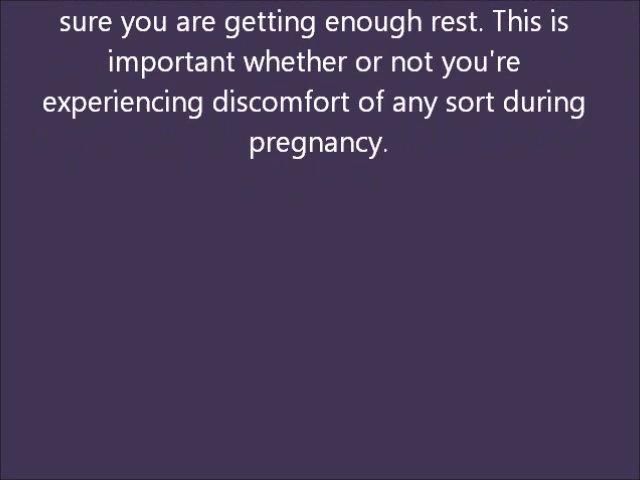 sure you are getting enough rest. This is
important whether or not you're
experiencing discomfort of any sort during
pregnancy.